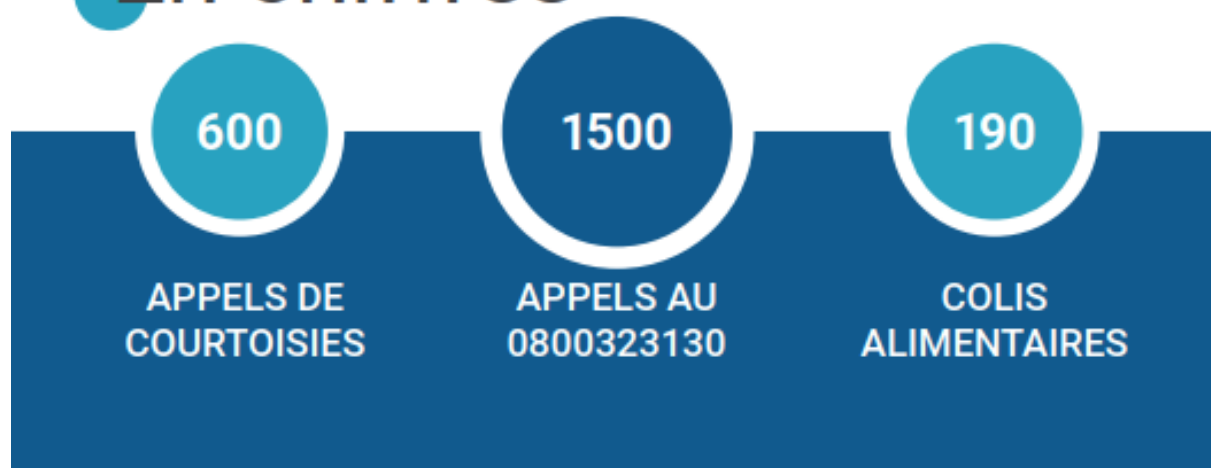 600
1500
190
APPELS DE
COURTOISIES
APPELS AU
0800323130
COLIS
ALIMENTAIRES